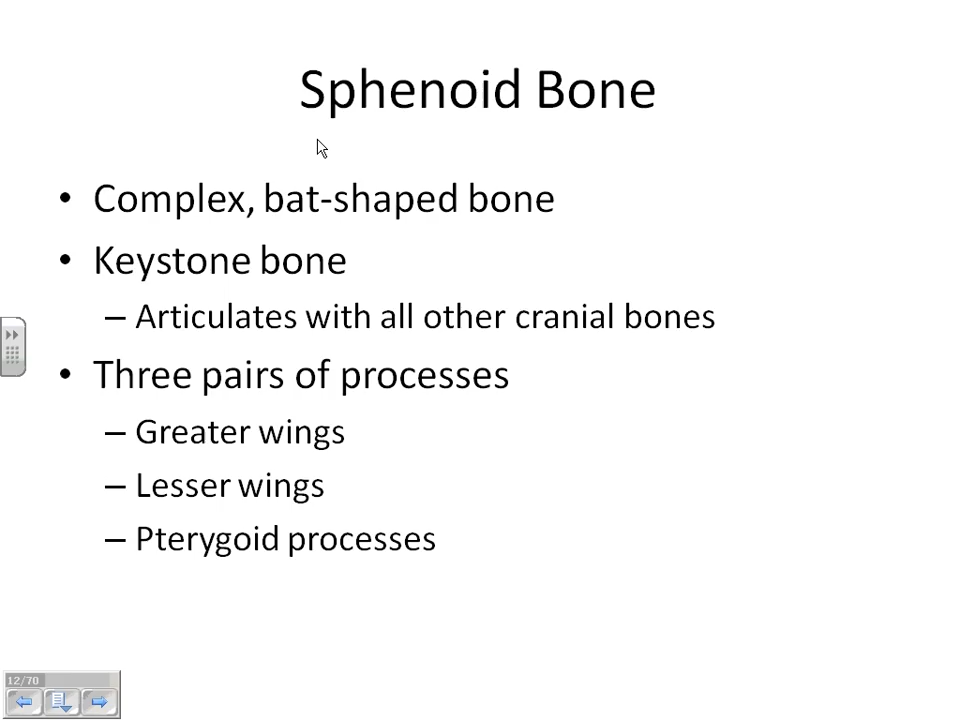 Sphenoid Bone
• Complex, bat-shaped bone
• Keystone bone
– Articulates with all other cranial bones
• Three pairs of processes
– Greater wings
– Lesser wings
– Pterygoid processes
12/70